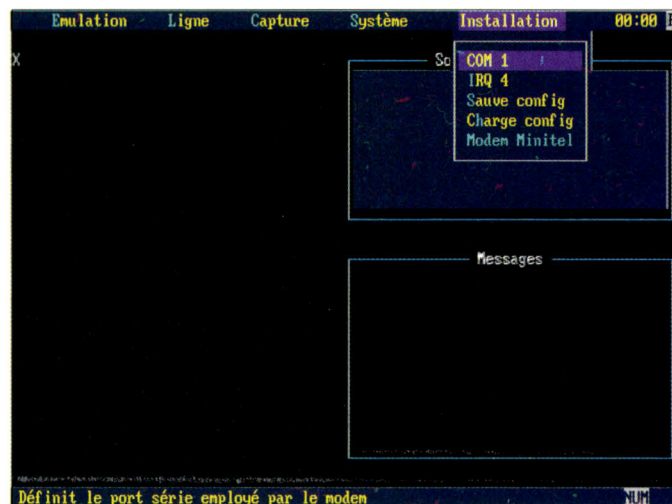 Emulation Ligne Capture Système Installation 00:00
X
So
COM 1
IRQ 4
Sauve config
Charge config
Modem Minitel
Messages
Définit le port série employé par le modem NUM